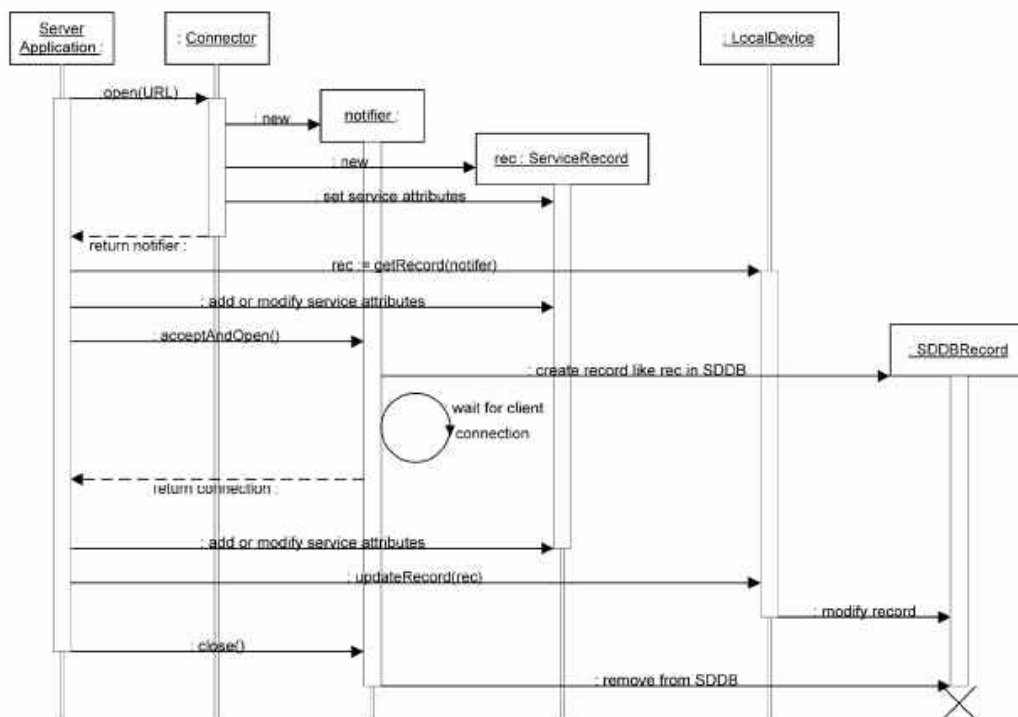 Server
Application :
: Connector
: LocalDevice
: open(URL)
: new
notifier :
: new
rec : ServiceRecord
: set service attributes
return notifier :
rec := getRecord(notifer)
: add or modify service attributes
: acceptAndOpen()
: SDDBRecord
: create record like rec in SDDB
wait for client
connection
return connection :
: add or modify service attributes
: updateRecord(rec)
: modify record
: close()
: remove from SDDB